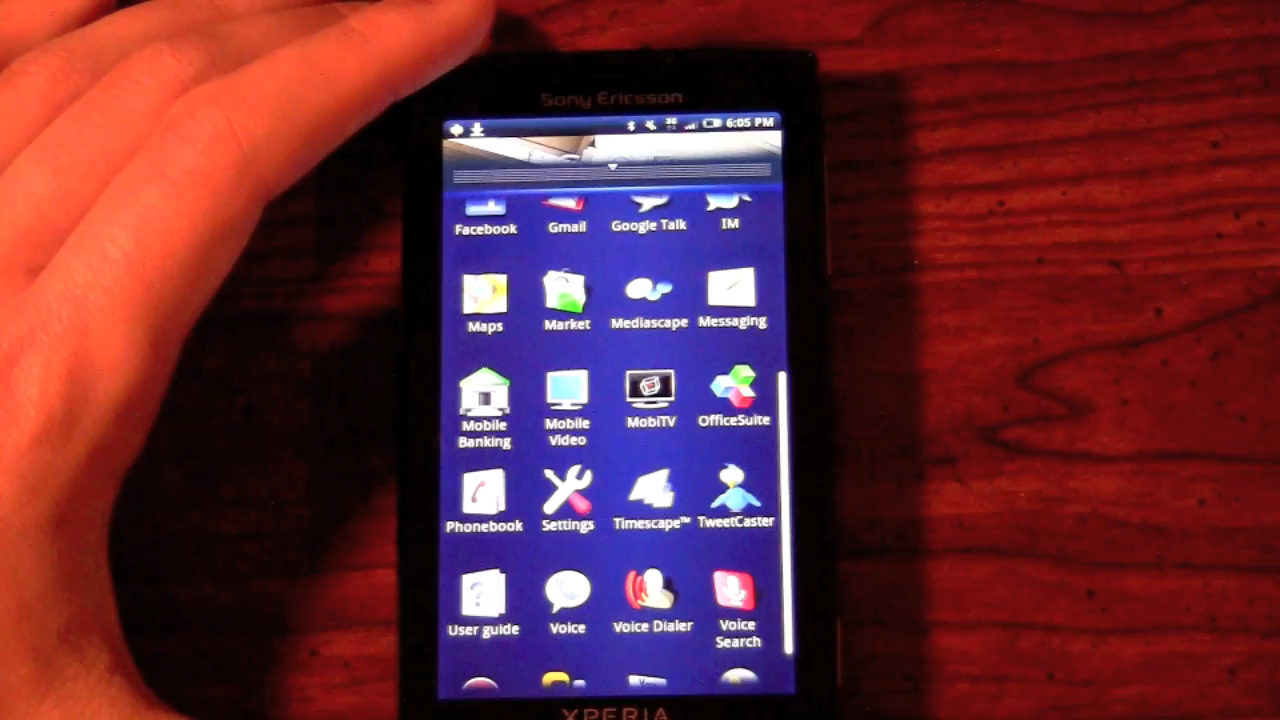 Sony Ericsson
3G
6:05 PM
Facebook Gmail Google Talk IM
Maps Market Mediascape Messaging
Mobile Banking Mobile Video MobiTV OfficeSuite
Phonebook Settings Timescape™ TweetCaster
User guide Voice Voice Dialer Voice Search
XPERIA